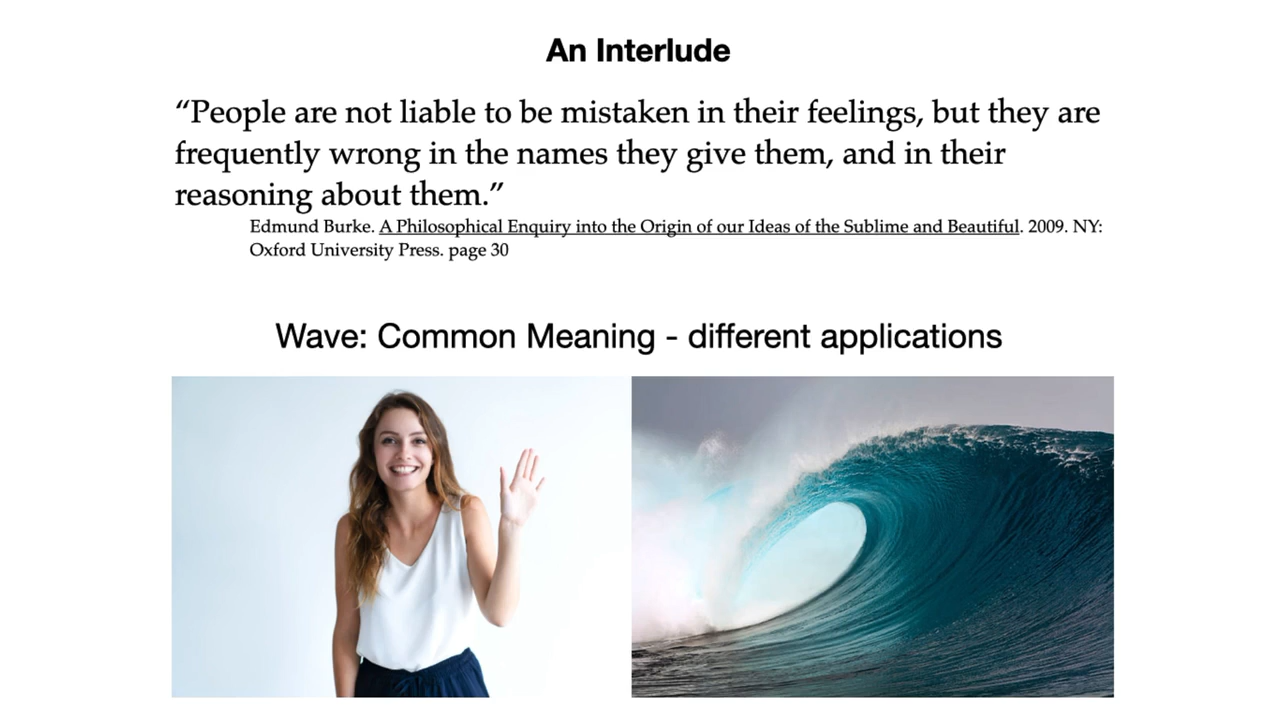 An Interlude
“People are not liable to be mistaken in their feelings, but they are
frequently wrong in the names they give them, and in their
reasoning about them.”
Edmund Burke. A Philosophical Enquiry into the Origin of our Ideas of the Sublime and Beautiful. 2009. NY:
Oxford University Press. page 30
Wave: Common Meaning - different applications